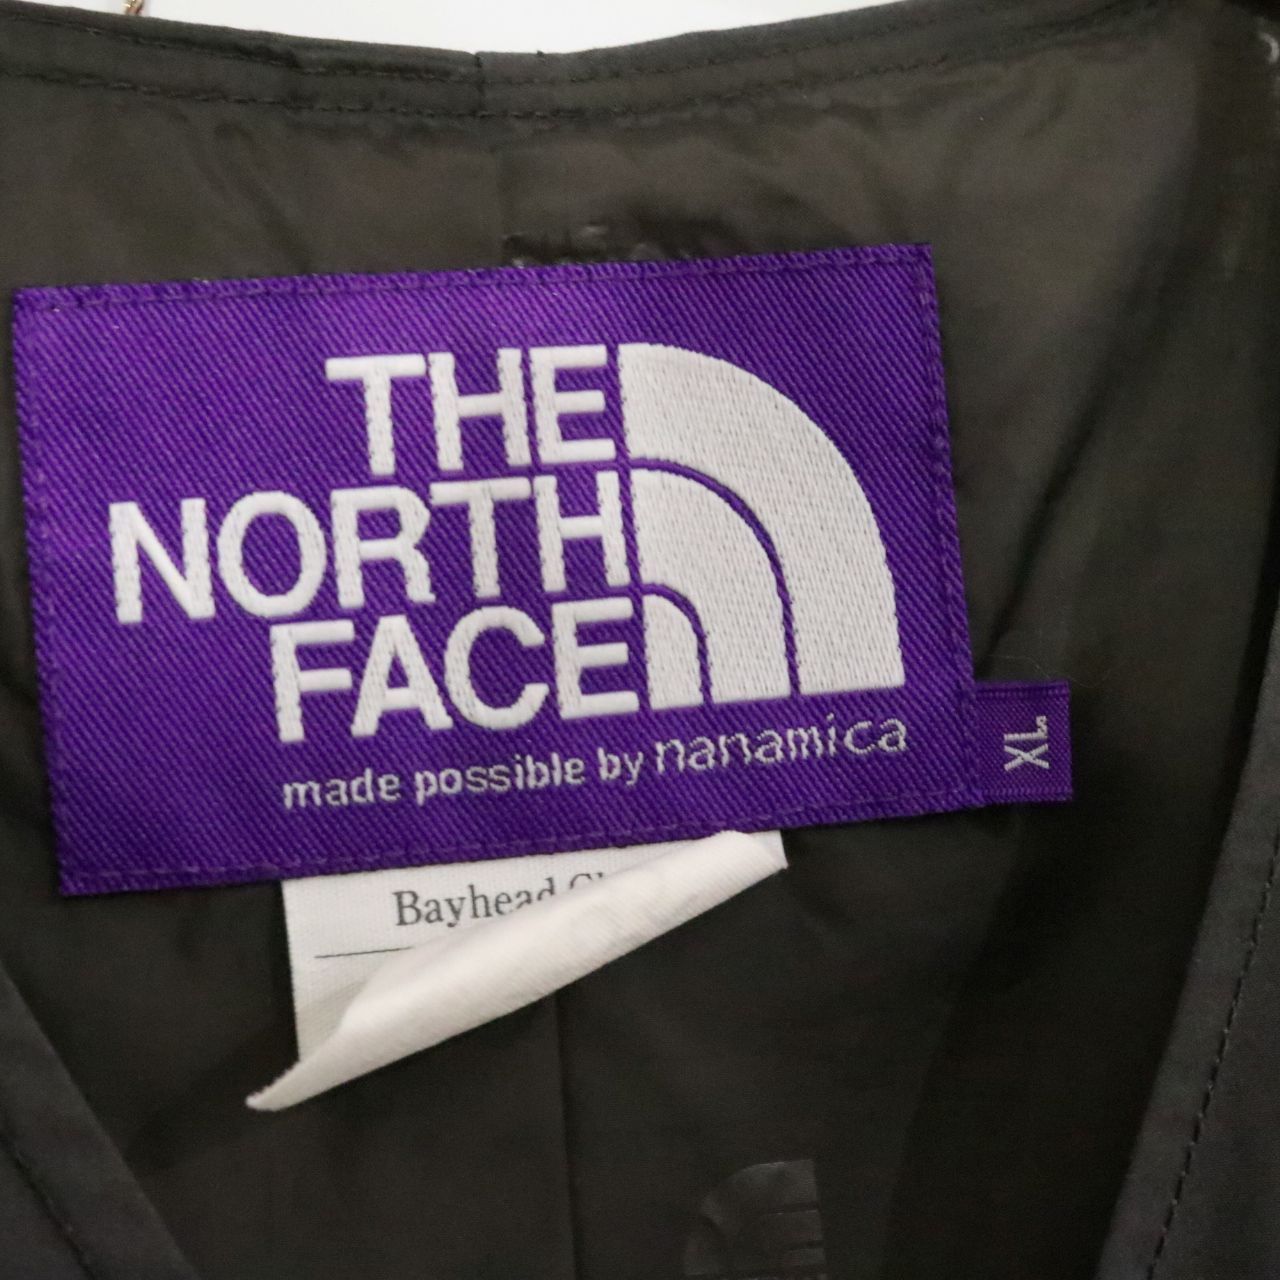 THE
NORTH
FACE
made possible by nanamica
XL
Bayhead